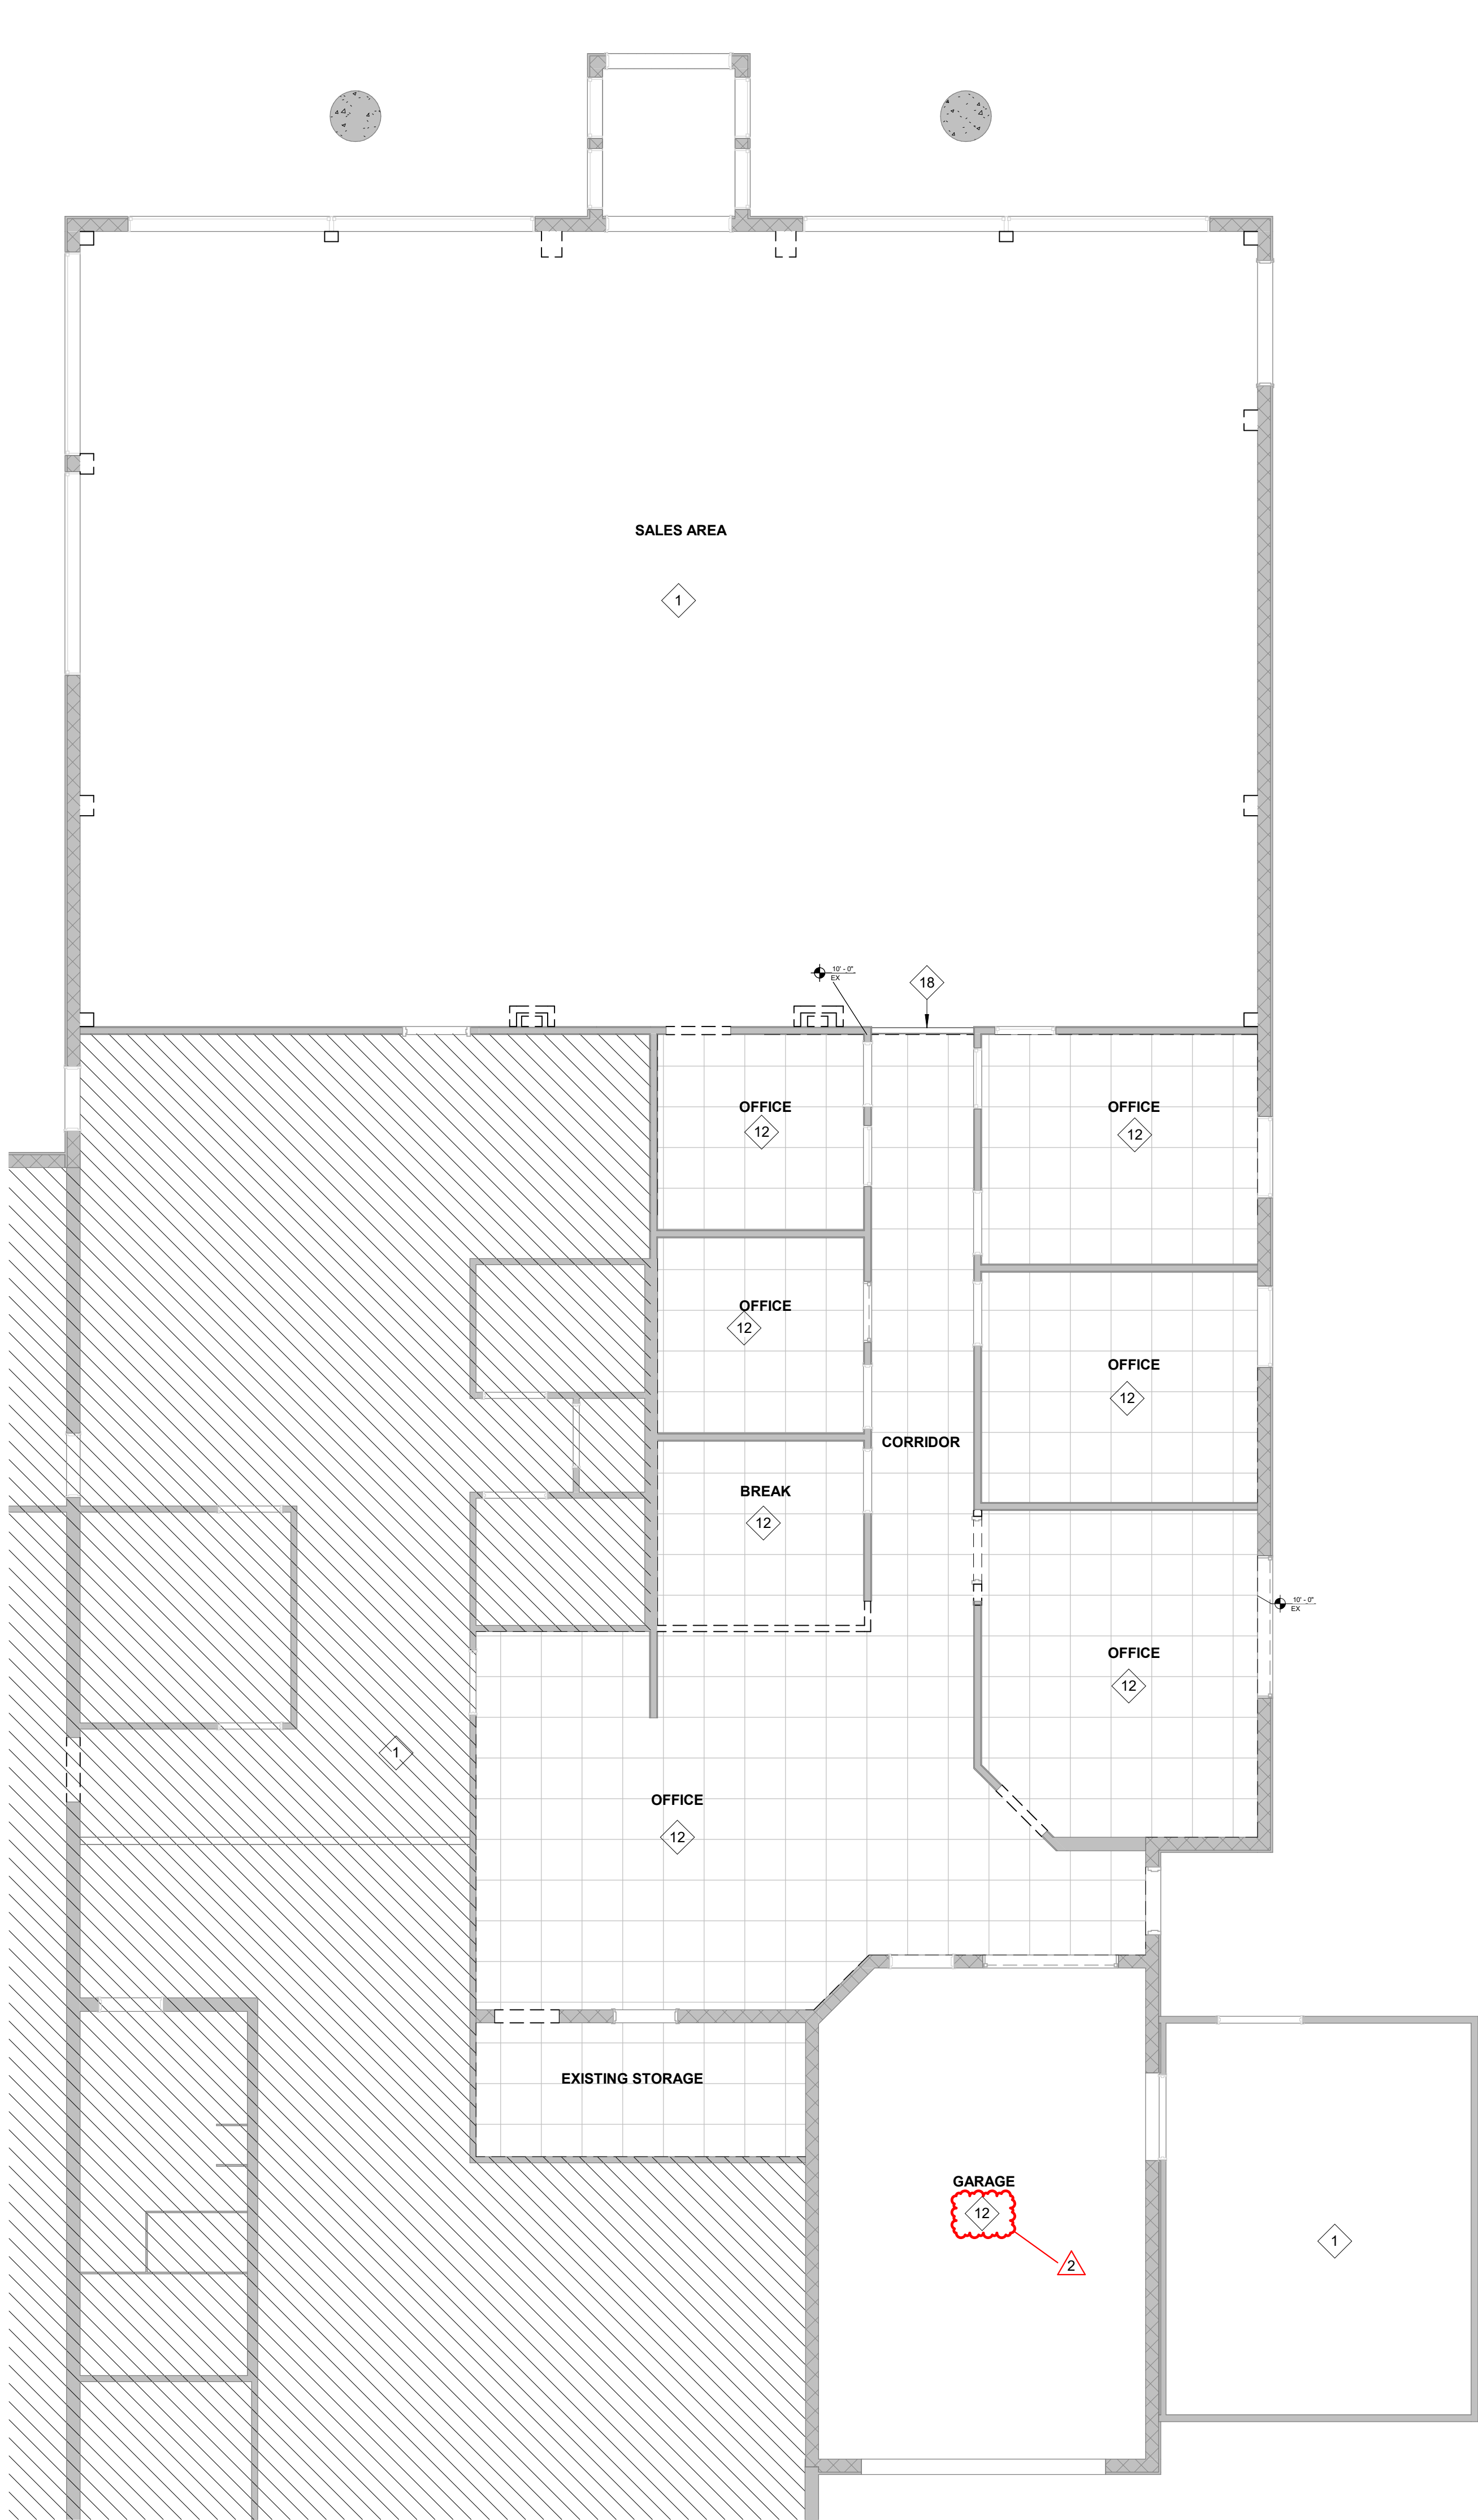 SALES AREA
1
10' - 0"
EX
18
OFFICE
12
OFFICE
12
OFFICE
12
OFFICE
12
CORRIDOR
BREAK
12
10' - 0"
EX
OFFICE
12
1
OFFICE
12
EXISTING STORAGE
GARAGE
12
2
1